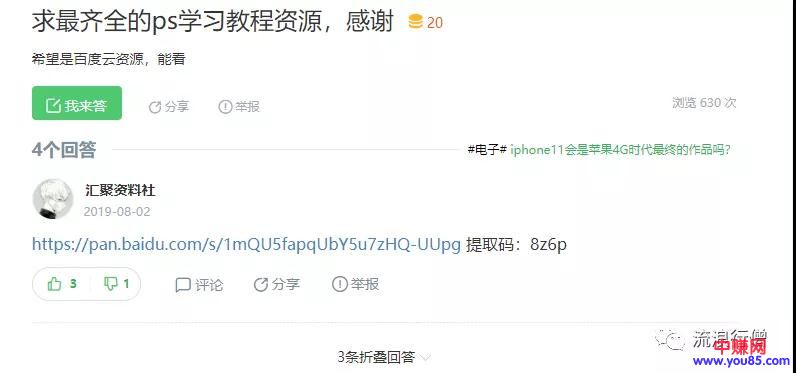 求最齐全的ps学习教程资源，感谢 20
希望是百度云资源，能看
我来答 分享 举报 浏览 630 次
4个回答 #电子# iphone11会是苹果4G时代最终的作品吗?
汇聚资料社
2019-08-02
https://pan.baidu.com/s/1mQU5fapqUbY5u7zHQ-UUpg 提取码：8z6p
3 1 评论 分享 举报
3条折叠回答
流浪行僧
中赚网
www.you85.com